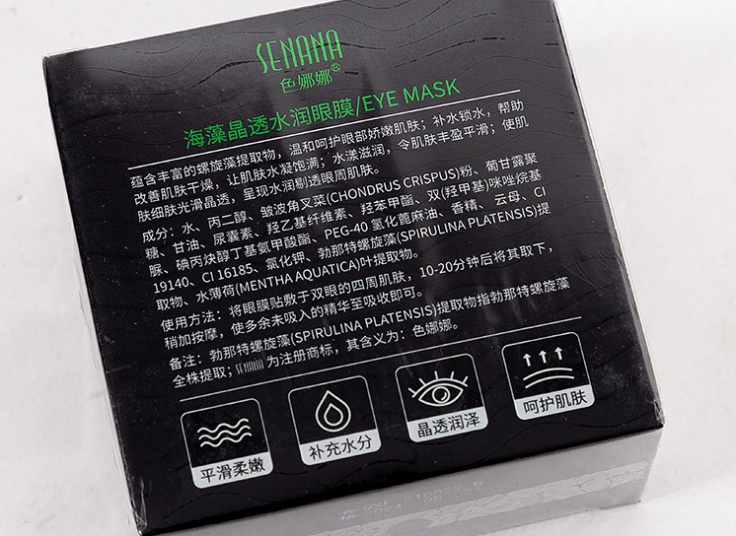 SENANA
色娜娜®
海藻晶透水润眼膜/EYE MASK
蕴含丰富的螺旋藻提取物，温和呵护眼部娇嫩肌肤；补水锁水，帮助
改善肌肤干燥，让肌肤水凝饱满；水漾滋润，令肌肤丰盈平滑；使肌
肤细肤光滑晶透，呈现水润剔透眼周肌肤。
成分：水、丙二醇、皱波角叉菜(CHONDRUS CRISPUS)粉、葡甘露聚
糖、甘油、尿囊素、羟乙基纤维素、羟苯甲酯、双(羟甲基)咪唑烷基
脲、碘丙炔醇丁基氨甲酸酯、PEG-40 氢化蓖麻油、香精、云母、CI
19140、CI 16185、氯化钾、勃那特螺旋藻(SPIRULINA PLATENSIS)提
取物、水薄荷(MENTHA AQUATICA)叶提取物。
使用方法：将眼膜贴敷于双眼的四周肌肤，10-20分钟后将其取下，
稍加按摩，使多余未吸入的精华至吸收即可。
备注：勃那特螺旋藻(SPIRULINA PLATENSIS)提取物指勃那特螺旋藻
全株提取；SENANA 为注册商标，其含义为：色娜娜。
平滑柔嫩
补充水分
晶透润泽
呵护肌肤